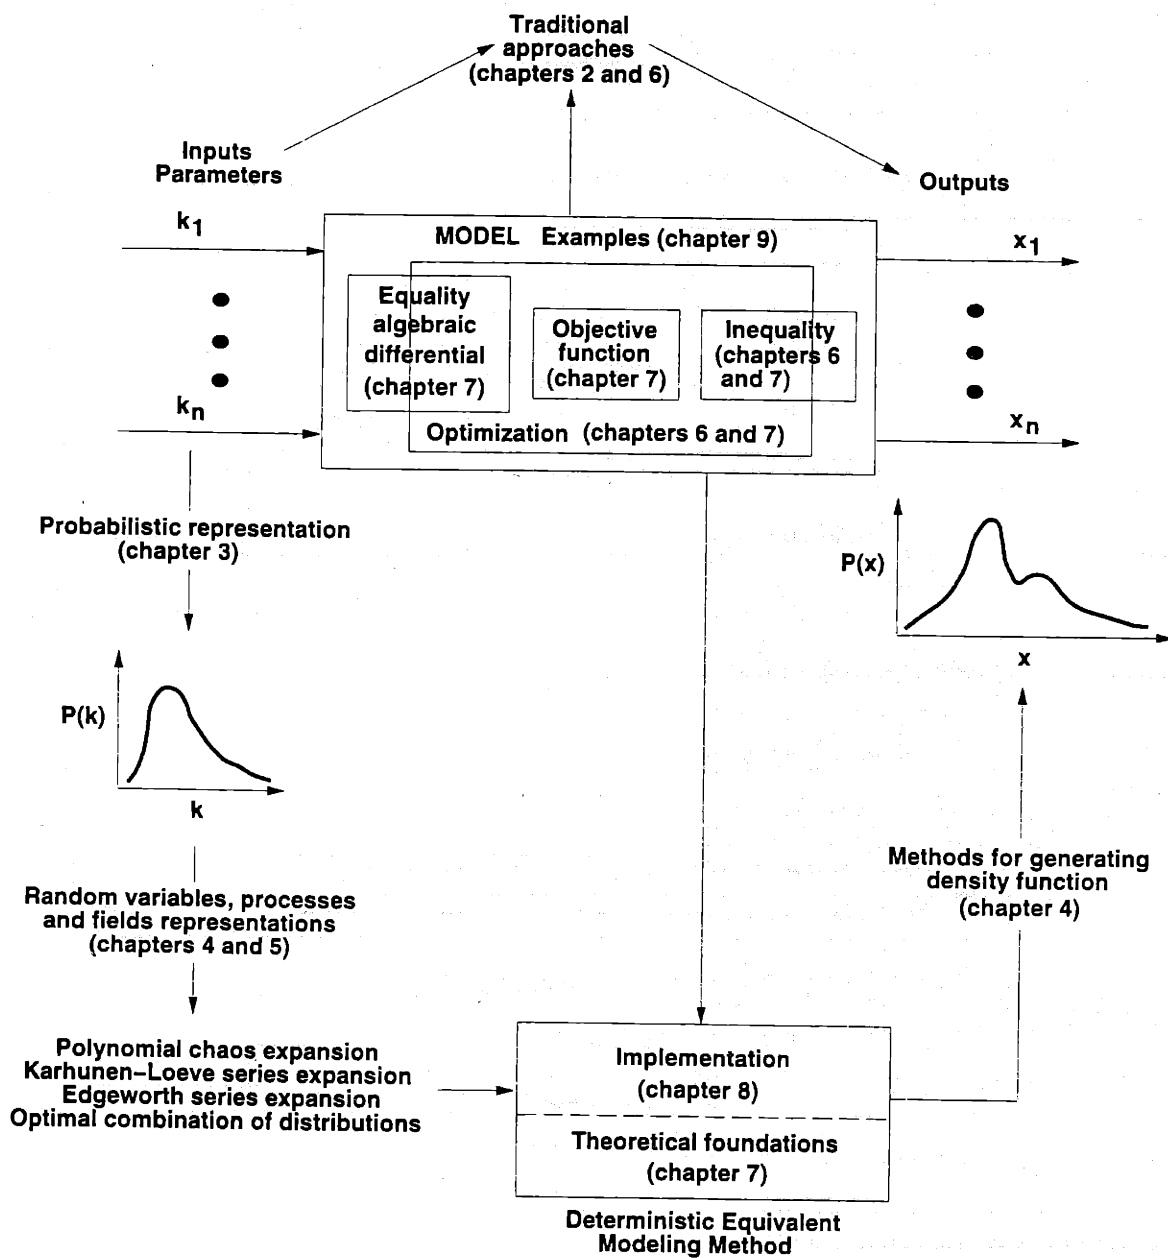 Traditional
approaches
(chapters 2 and 6)
Inputs
Parameters
Outputs
k1
MODEL Examples (chapter 9)
x1
Equality
algebraic
differential
(chapter 7)
Objective
function
(chapter 7)
Inequality
(chapters 6
and 7)
kn
Optimization (chapters 6 and 7)
xn
Probabilistic representation
(chapter 3)
P(x)
x
P(k)
k
Methods for generating
density function
(chapter 4)
Random variables, processes
and fields representations
(chapters 4 and 5)
Polynomial chaos expansion
Karhunen–Loeve series expansion
Edgeworth series expansion
Optimal combination of distributions
Implementation
(chapter 8)
Theoretical foundations
(chapter 7)
Deterministic Equivalent
Modeling Method